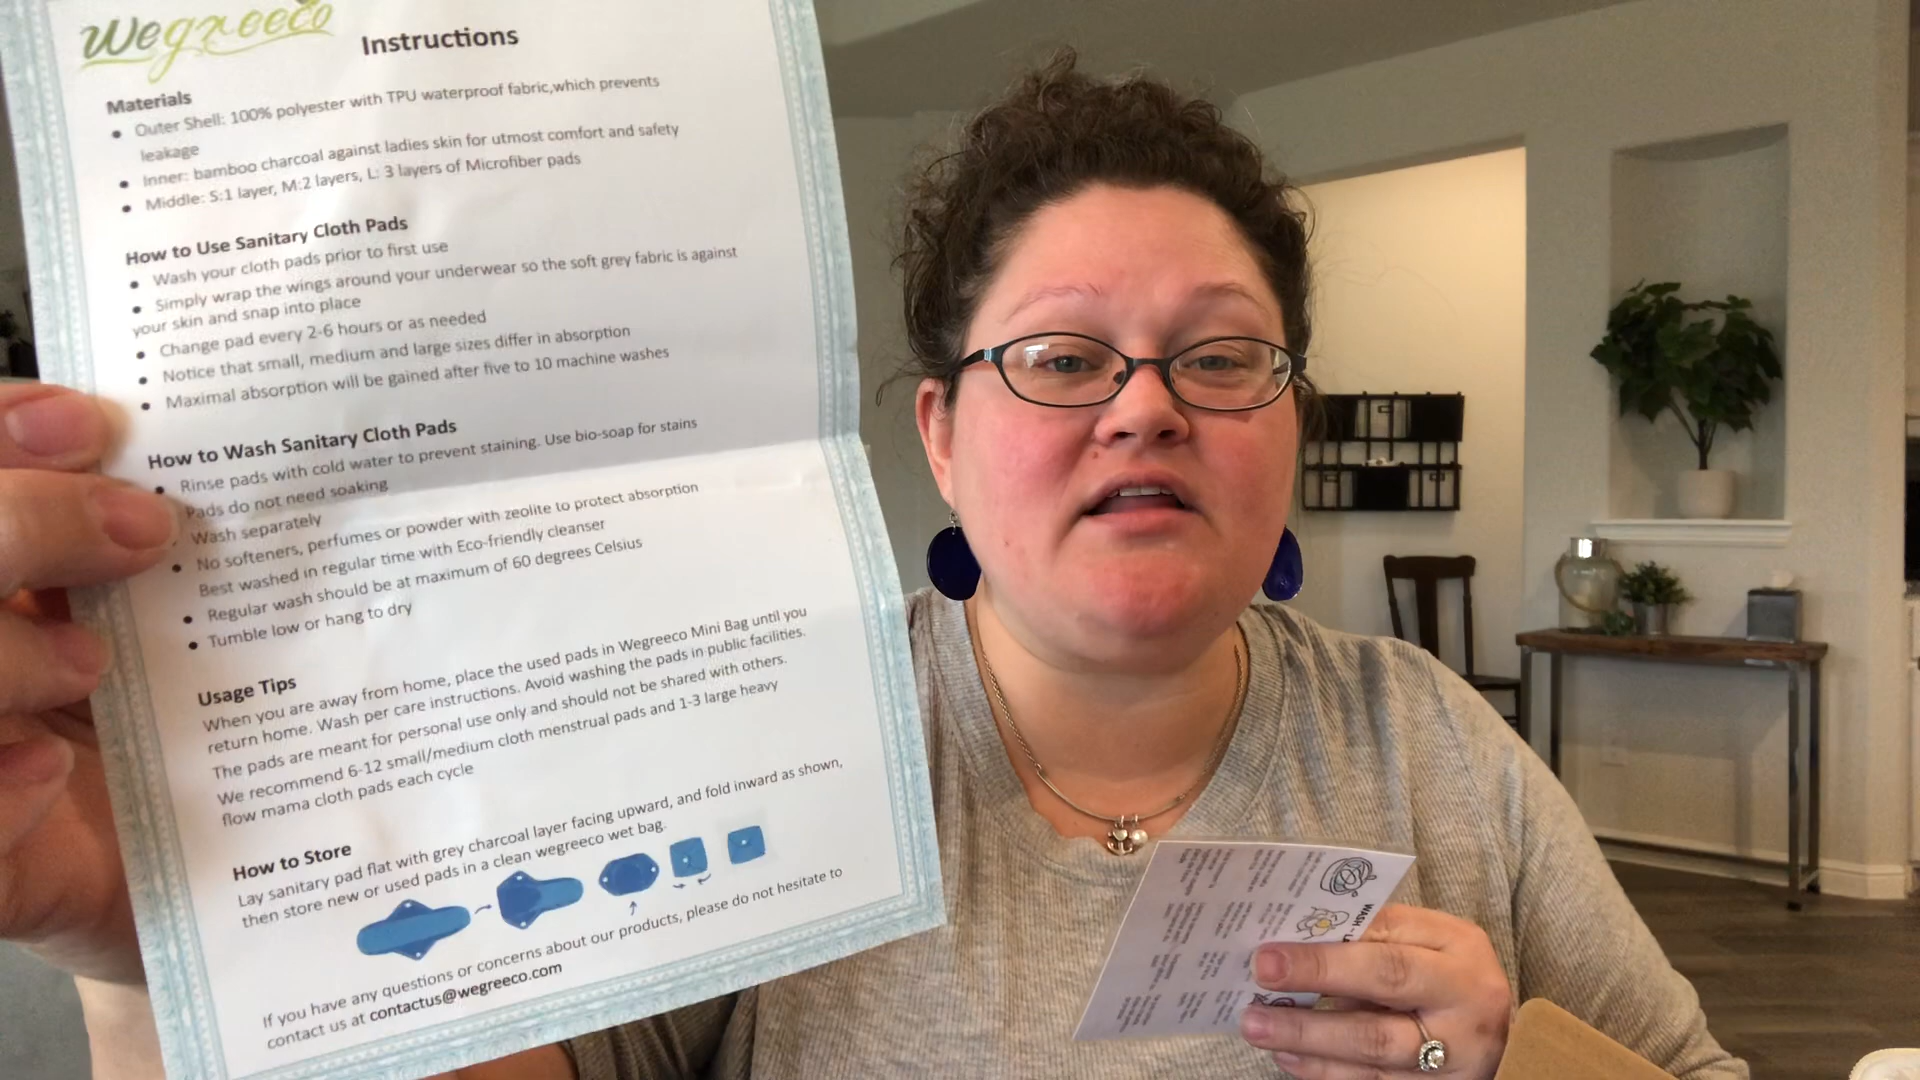 Wegreeco
Instructions
Materials
Outer Shell: 100% polyester with TPU waterproof fabric,which prevents
leakage
Inner: bamboo charcoal against ladies skin for utmost comfort and safety
Middle: S:1 layer, M:2 layers, L: 3 layers of Microfiber pads
How to Use Sanitary Cloth Pads
Wash your cloth pads prior to first use
Simply wrap the wings around your underwear so the soft grey fabric is against
your skin and snap into place
Change pad every 2-6 hours or as needed
Notice that small, medium and large sizes differ in absorption
Maximal absorption will be gained after five to 10 machine washes
How to Wash Sanitary Cloth Pads
Rinse pads with cold water to prevent staining. Use bio-soap for stains
Pads do not need soaking
Wash separately
No softeners, perfumes or powder with zeolite to protect absorption
Best washed in regular time with Eco-friendly cleanser
Regular wash should be at maximum of 60 degrees Celsius
Tumble low or hang to dry
Usage Tips
When you are away from home, place the used pads in Wegreeco Mini Bag until you
return home. Wash per care instructions. Avoid washing the pads in public facilities.
The pads are meant for personal use only and should not be shared with others.
We recommend 6-12 small/medium cloth menstrual pads and 1-3 large heavy
flow mama cloth pads each cycle
How to Store
Lay sanitary pad flat with grey charcoal layer facing upward, and fold inward as shown,
then store new or used pads in a clean wegreeco wet bag.
If you have any questions or concerns about our products, please do not hesitate to
contact us at contactus@wegreeco.com
WASH